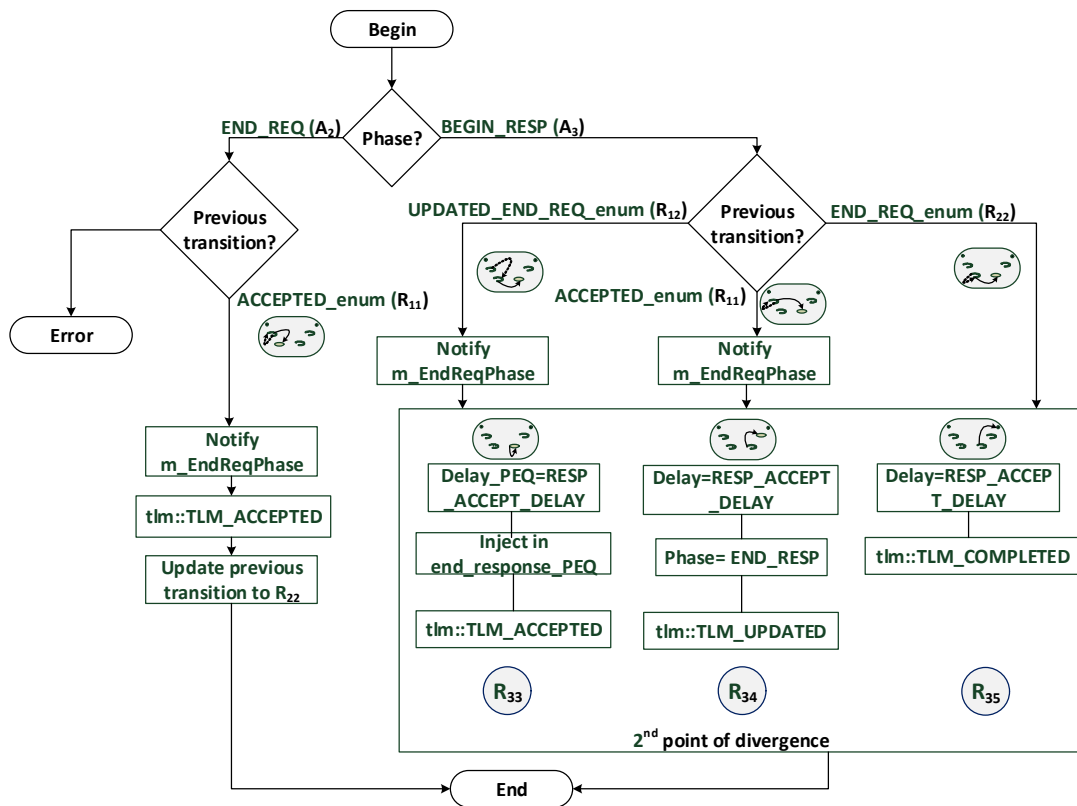 Begin
END_REQ (A2)
Phase?
BEGIN_RESP (A3)
Previous
transition?
UPDATED_END_REQ_enum (R12)
Previous
transition?
END_REQ_enum (R22)
Error
ACCEPTED_enum (R11)
ACCEPTED_enum (R11)
Notify
m_EndReqPhase
Notify
m_EndReqPhase
Notify
m_EndReqPhase
tlm::TLM_ACCEPTED
Update previous
transition to R22
Delay_PEQ=RESP
_ACCEPT_DELAY
Inject in
end_response_PEQ
tlm::TLM_ACCEPTED
R33
Delay=RESP_ACCEPT
_DELAY
Phase= END_RESP
tlm::TLM_UPDATED
R34
Delay=RESP_ACCEP
T_DELAY
tlm::TLM_COMPLETED
R35
2nd point of divergence
End